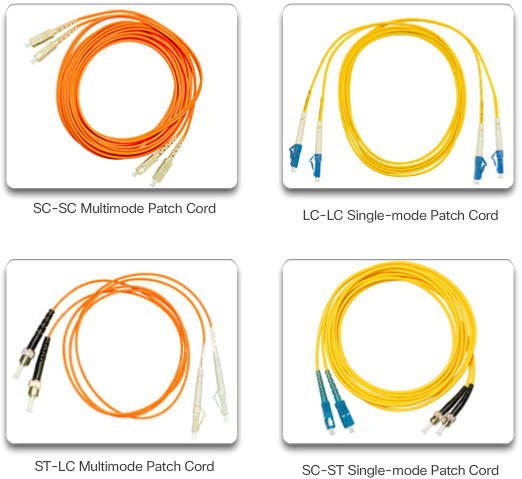 SC-SC Multimode Patch Cord
LC-LC Single-mode Patch Cord
ST-LC Multimode Patch Cord
SC-ST Single-mode Patch Cord